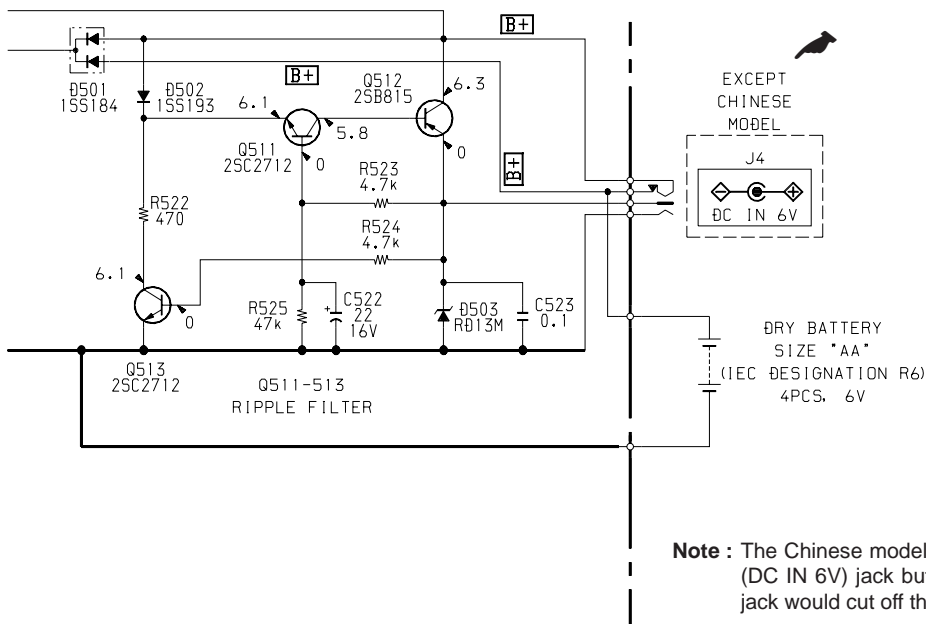 B+
EXCEPT
CHINESE
MODEL
J4
DC IN 6V
D501
1SS184
D502
1SS193
B+
6.1
Q511
2SC2712
0
5.8
Q512
2SB815
6.3
0
B+
R523
4.7k
R524
4.7k
R522
470
6.1
0
Q513
2SC2712
R525
47k
+
C522
22
16V
D503
RD13M
C523
0.1
Q511-513
RIPPLE FILTER
DRY BATTERY
SIZE "AA"
(IEC DESIGNATION R6)
4PCS, 6V
Note : The Chinese model
(DC IN 6V) jack but
jack would cut off th